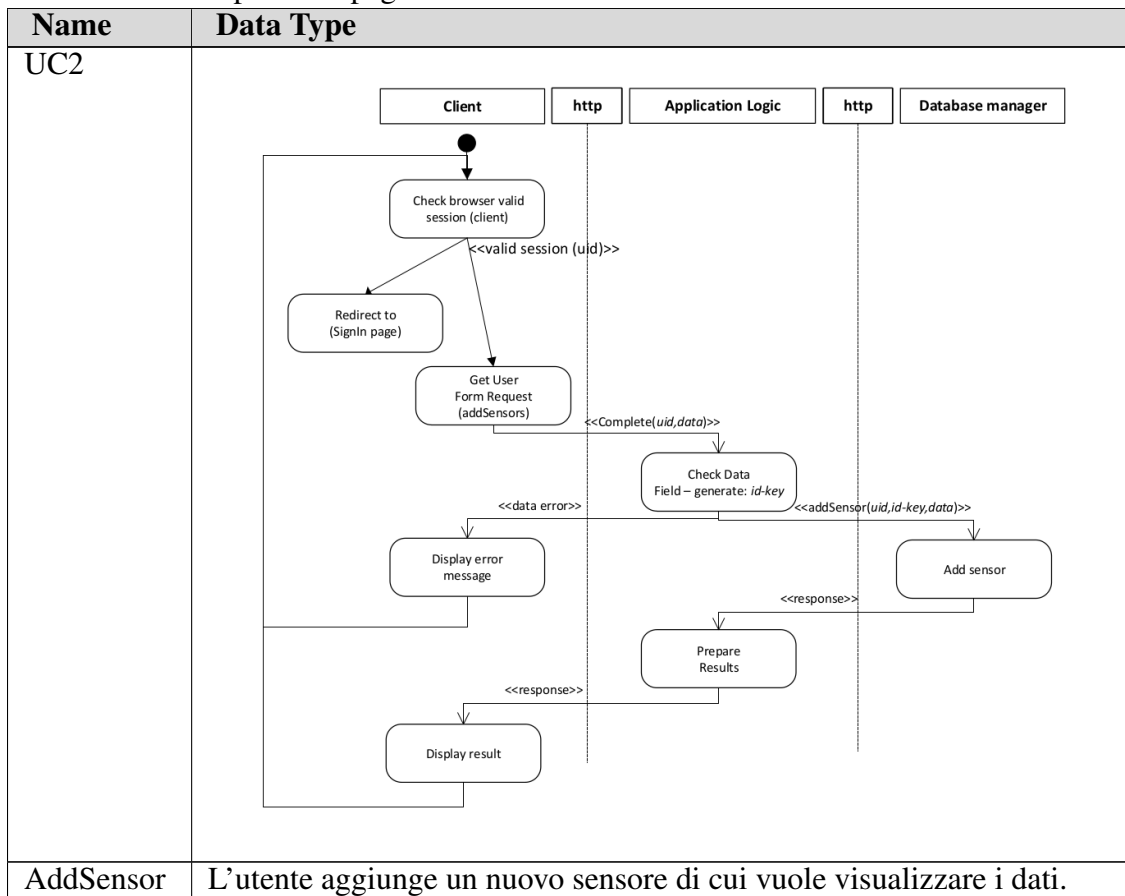 Name Data Type
UC2
Client http Application Logic http Database manager
Check browser valid
session (client)
<<valid session (uid)>>
Redirect to
(SignIn page)
Get User
Form Request
(addSensors)
<<Complete(uid,data)>>
Check Data
Field – generate: id-key
<<data error>>
<<addSensor(uid,id-key,data)>>
Display error
message
Add sensor
<<response>>
Prepare
Results
<<response>>
Display result
AddSensor L'utente aggiunge un nuovo sensore di cui vuole visualizzare i dati.